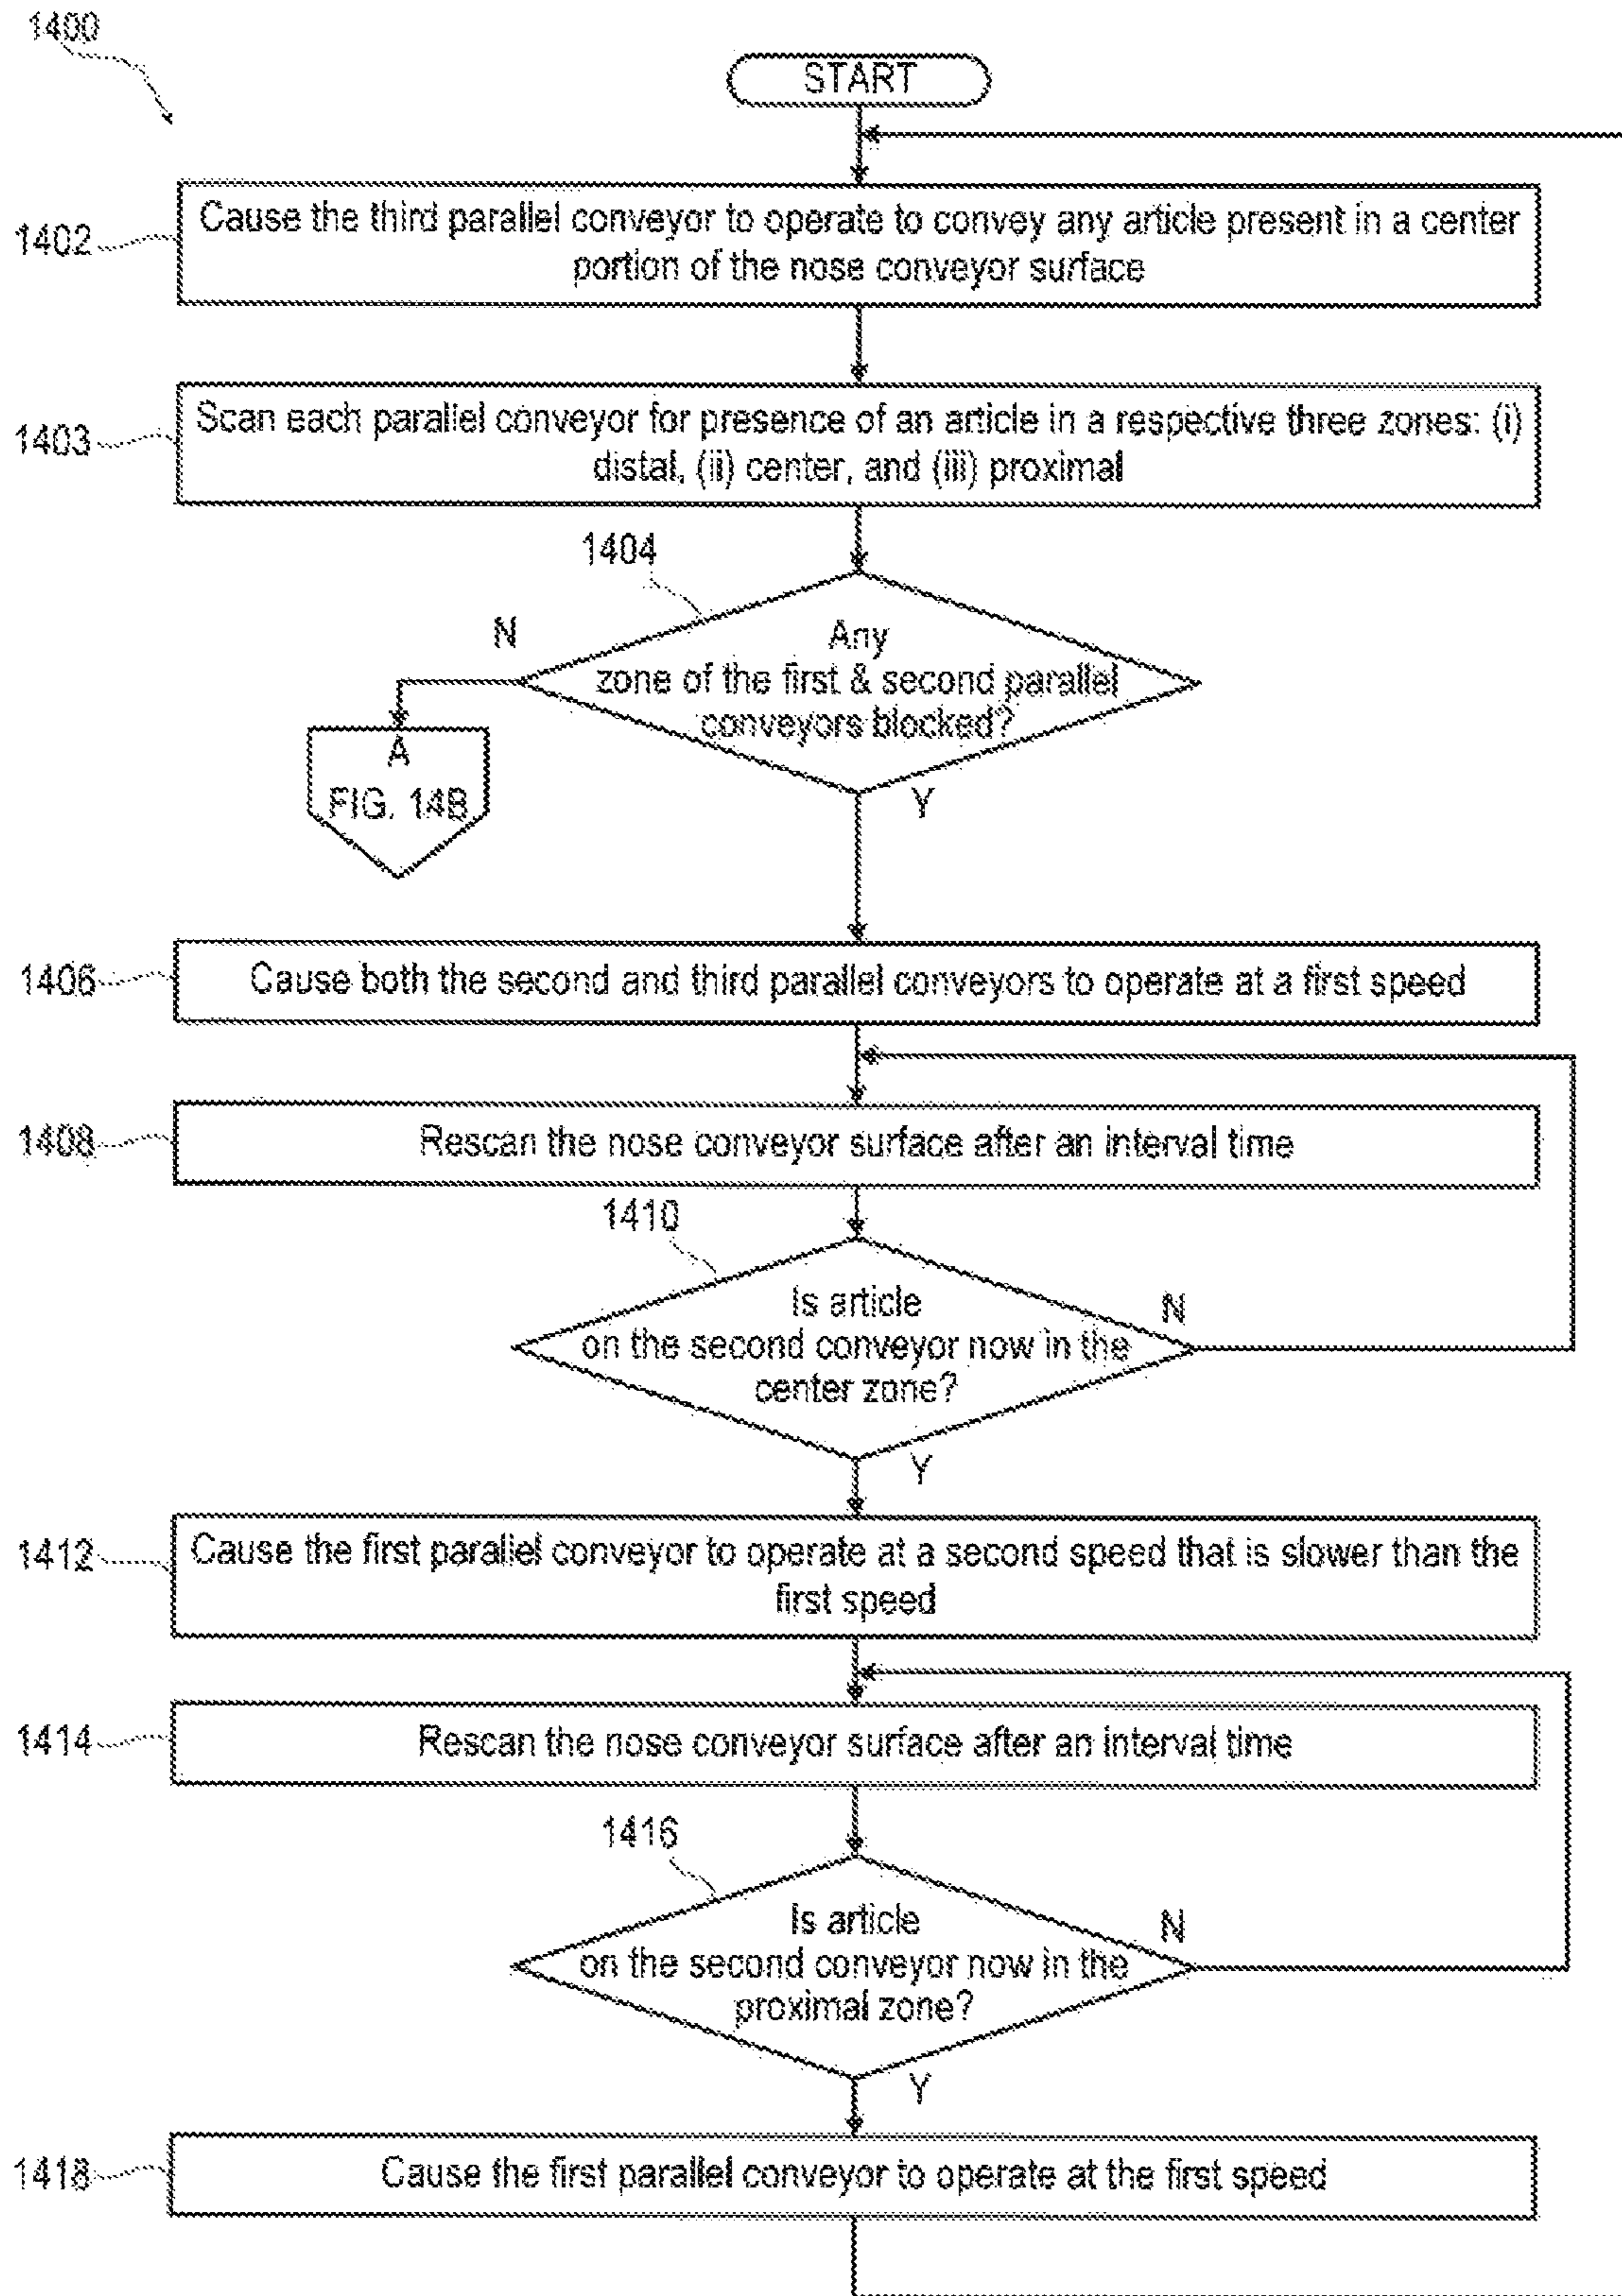 1400
START
1402
Cause the third parallel conveyor to operate to convey any article present in a center
portion of the nose conveyor surface
1403
Scan each parallel conveyor for presence of an article in a respective three zones: (i)
distal, (ii) center, and (iii) proximal
1404
N
Any
zone of the first & second parallel
conveyors blocked?
A
FIG. 14B
Y
1406
Cause both the second and third parallel conveyors to operate at a first speed
1408
Rescan the nose conveyor surface after an interval time
1410
Is article
on the second conveyor now in the
center zone?
N
Y
1412
Cause the first parallel conveyor to operate at a second speed that is slower than the
first speed
1414
Rescan the nose conveyor surface after an interval time
1416
Is article
on the second conveyor now in the
proximal zone?
N
Y
1418
Cause the first parallel conveyor to operate at the first speed